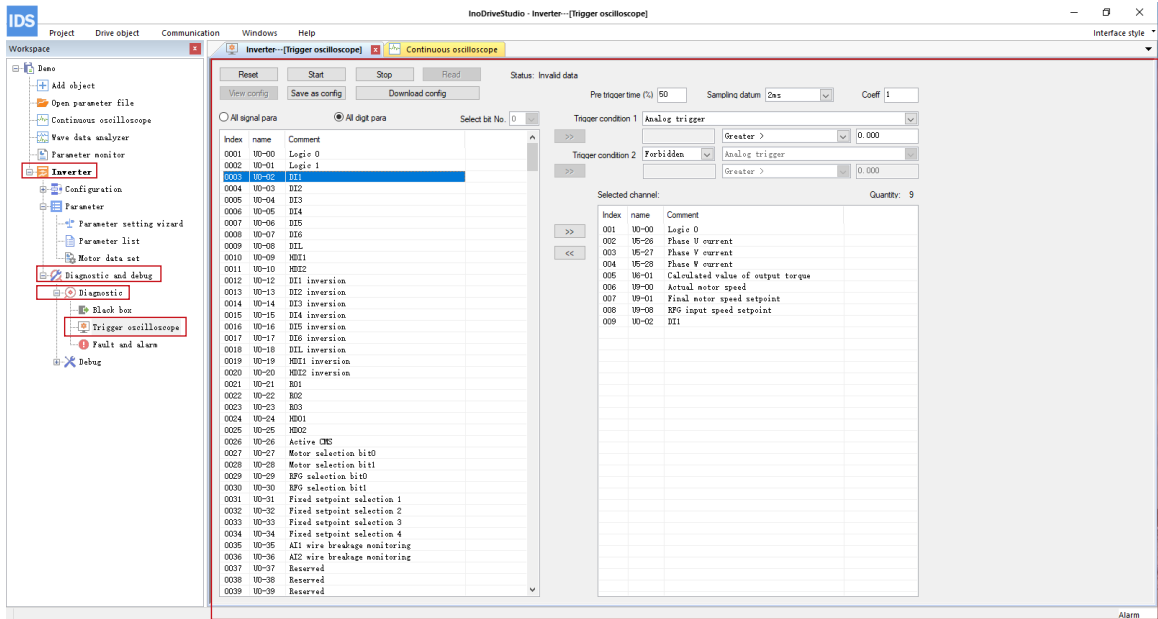 InoDriveStudio - Inverter---[Trigger oscilloscope]
IDS
Project Drive object Communication Windows Help Interface style
Workspace
Inverter---[Trigger oscilloscope] Continuous oscilloscope
Demo
Add object
Open parameter file
Continuous oscilloscope
Wave data analyzer
Parameter monitor
Inverter
Configuration
Parameter
Parameter setting wizard
Parameter list
Motor data set
Diagnostic and debug
Diagnostic
Black box
Trigger oscilloscope
Fault and alarm
Debug
Reset Start Stop Read Status: Invalid data
View config Save as config Download config
Pre trigger time (%) 50 Sampling datum 2ms Coeff 1
All signal para All digit para Select bit No. 0
Trigger condition 1 Analog trigger
>> Greater > 0.000
Trigger condition 2 Forbidden Analog trigger
>> Greater > 0.000
Index name Comment
0001 U0-00 Logic 0
0002 U0-01 Logic 1
0003 U0-02 DI1
0004 U0-03 DI2
0005 U0-04 DI3
0006 U0-05 DI4
0007 U0-06 DI5
0008 U0-07 DI6
0009 U0-08 DIL
0010 U0-09 HDI1
0011 U0-10 HDI2
0012 U0-12 DI1 inversion
0013 U0-13 DI2 inversion
0014 U0-14 DI3 inversion
0015 U0-15 DI4 inversion
0016 U0-16 DI5 inversion
0017 U0-17 DI6 inversion
0018 U0-18 DIL inversion
0019 U0-19 HDI1 inversion
0020 U0-20 HDI2 inversion
0021 U0-21 RO1
0022 U0-22 RO2
0023 U0-23 RO3
0024 U0-24 HDO1
0025 U0-25 HDO2
0026 U0-26 Active CMS
0027 U0-27 Motor selection bit0
0028 U0-28 Motor selection bit1
0029 U0-29 RFG selection bit0
0030 U0-30 RFG selection bit1
0031 U0-31 Fixed setpoint selection 1
0032 U0-32 Fixed setpoint selection 2
0033 U0-33 Fixed setpoint selection 3
0034 U0-34 Fixed setpoint selection 4
0035 U0-35 AI1 wire breakage monitoring
0036 U0-36 AI2 wire breakage monitoring
0037 U0-37 Reserved
0038 U0-38 Reserved
0039 U0-39 Reserved
>>
<<
Selected channel: Quantity: 9
Index name Comment
001 U0-00 Logic 0
002 U5-26 Phase U current
003 U5-27 Phase V current
004 U5-28 Phase W current
005 U6-01 Calculated value of output torque
006 U9-00 Actual motor speed
007 U9-01 Final motor speed setpoint
008 U9-08 RFG input speed setpoint
009 U0-02 DI1
Alarm